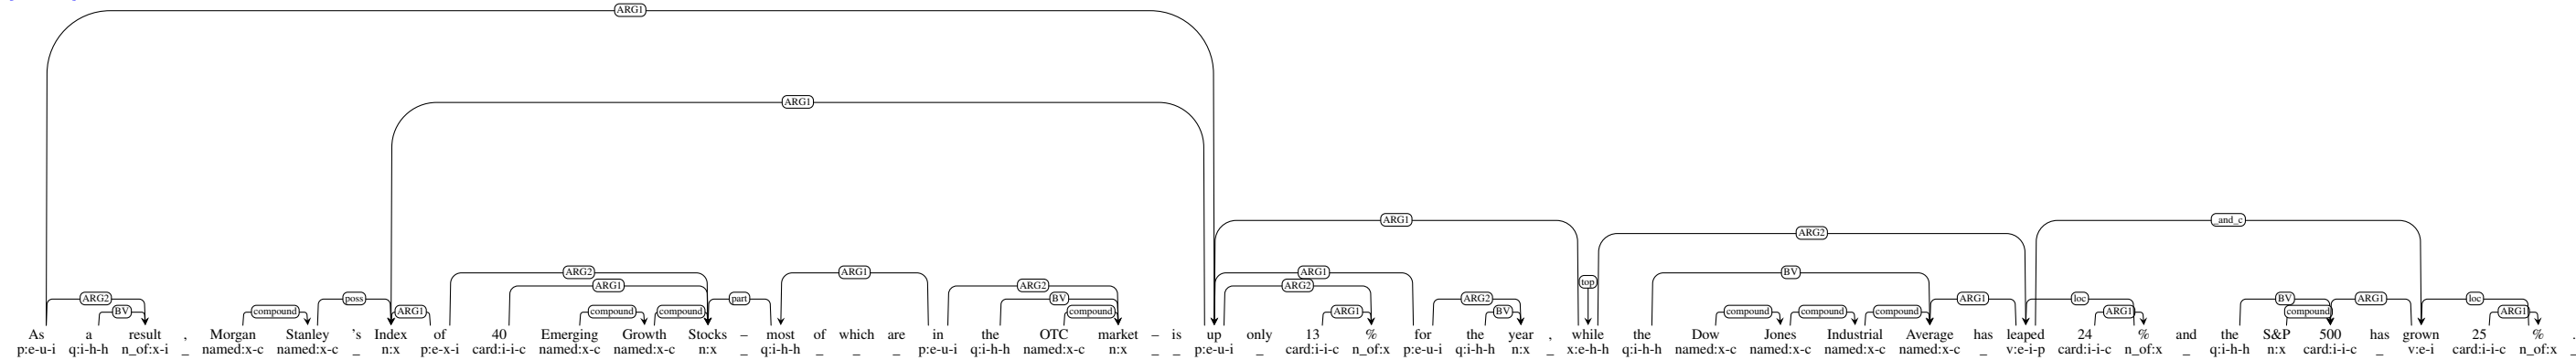 ARG1
ARG1
ARG1 _and_c
ARG2
ARG2 ARG1 ARG1 BV
ARG1 top
part ARG2 ARG2
ARG2 poss BV ARG2 ARG1 loc BV ARG1 loc
BV compound ARG1 compound compound compound ARG1 BV compound compound compound ARG1 compound ARG1
As a result , Morgan Stanley 's Index of 40 Emerging Growth Stocks – most of which are in the OTC market – is up only 13 % for the year , while the Dow Jones Industrial Average has leaped 24 % and the S&P 500 has grown 25 %
p:e-u-i q:i-h-h n_of:x-i _ named:x-c named:x-c _ n:x p:e-x-i card:i-i-c named:x-c named:x-c n:x _ q:i-h-h _ _ _ p:e-u-i q:i-h-h named:x-c n:x _ _ p:e-u-i _ card:i-i-c n_of:x p:e-u-i q:i-h-h n:x _ x:e-h-h q:i-h-h named:x-c named:x-c named:x-c named:x-c _ v:e-i-p card:i-i-c n_of:x _ q:i-h-h n:x card:i-i-c _ v:e-i card:i-i-c n_of:x